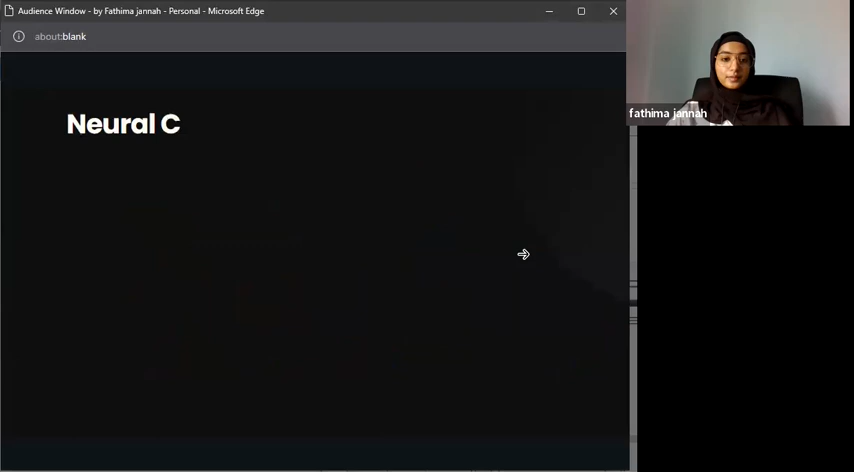 Audience Window - by Fathima jannah - Personal - Microsoft Edge
about:blank
Neural C
fathima jannah